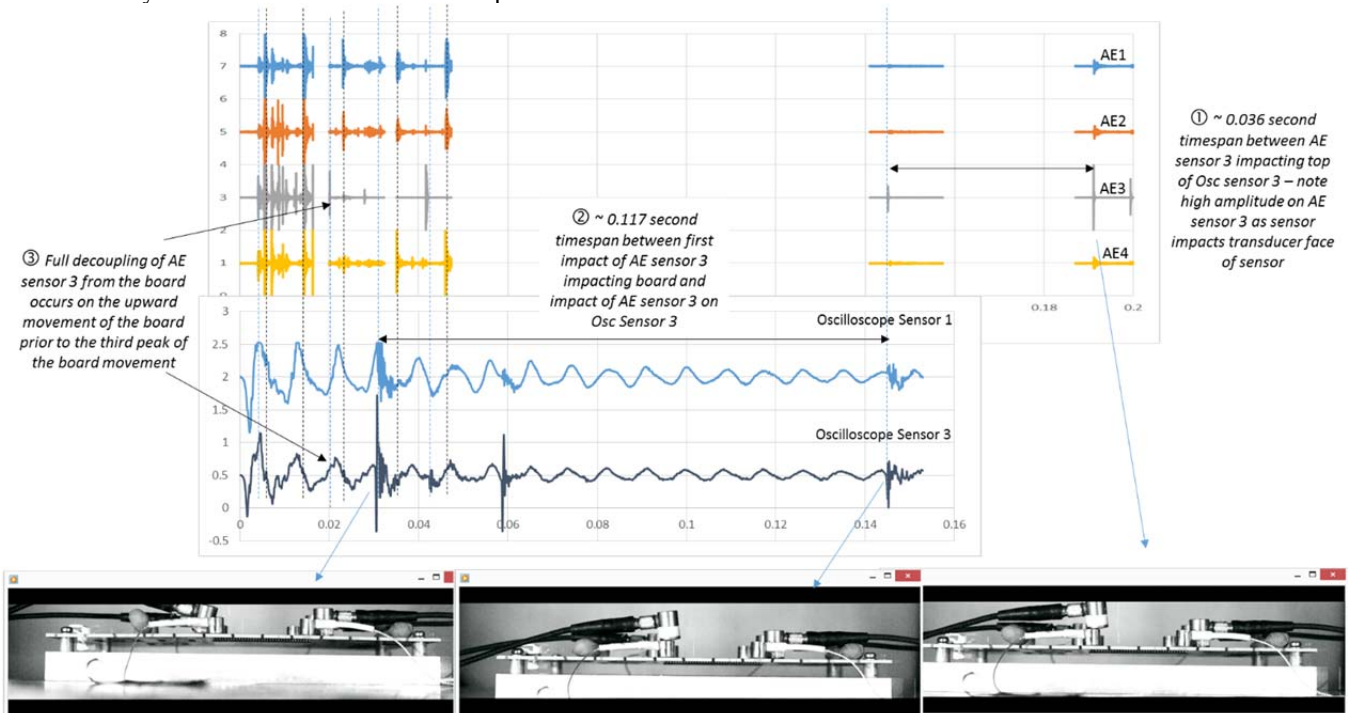 8
7
6
5
4
3
2
1
0
AE1
AE2
AE3
AE4
0.18
0.2
① ~ 0.036 second
timespan between AE
sensor 3 impacting top
of Osc sensor 3 – note
high amplitude on AE
sensor 3 as sensor
impacts transducer face
of sensor
② ~ 0.117 second
timespan between first
impact of AE sensor 3
impacting board and
impact of AE sensor 3 on
Osc Sensor 3
③ Full decoupling of AE
sensor 3 from the board
occurs on the upward
movement of the board
prior to the third peak of
the board movement
3
2.5
2
1.5
1
0.5
0
-0.5
Oscilloscope Sensor 1
Oscilloscope Sensor 3
0
0.02
0.04
0.06
0.08
0.1
0.12
0.14
0.16